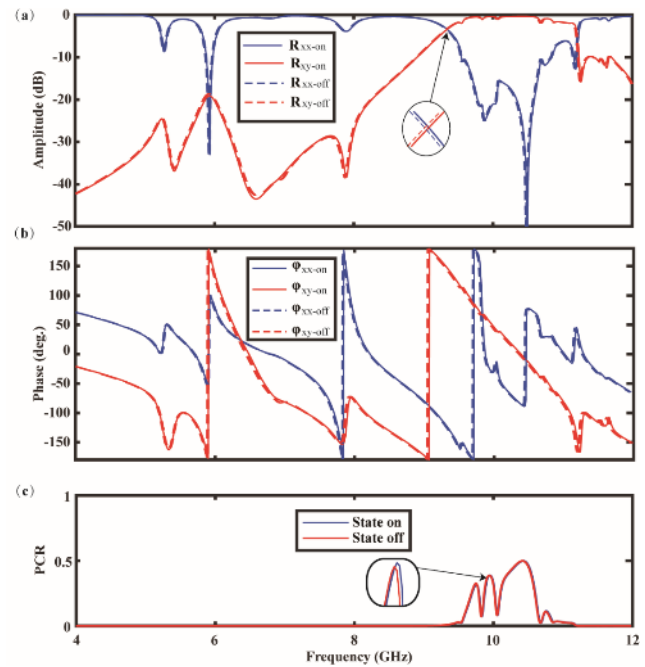 (a)
0
-10
-20
-30
-40
-50
Amplitude (dB)
Rxx-on
Rxy-on
Rxx-off
Rxy-off
(b)
150
100
50
0
-50
-100
-150
Phase (deg.)
φxx-on
φxy-on
φxx-off
φxy-off
(c)
1
0.5
0
PCR
State on
State off
4 6 8 10 12
Frequency (GHz)